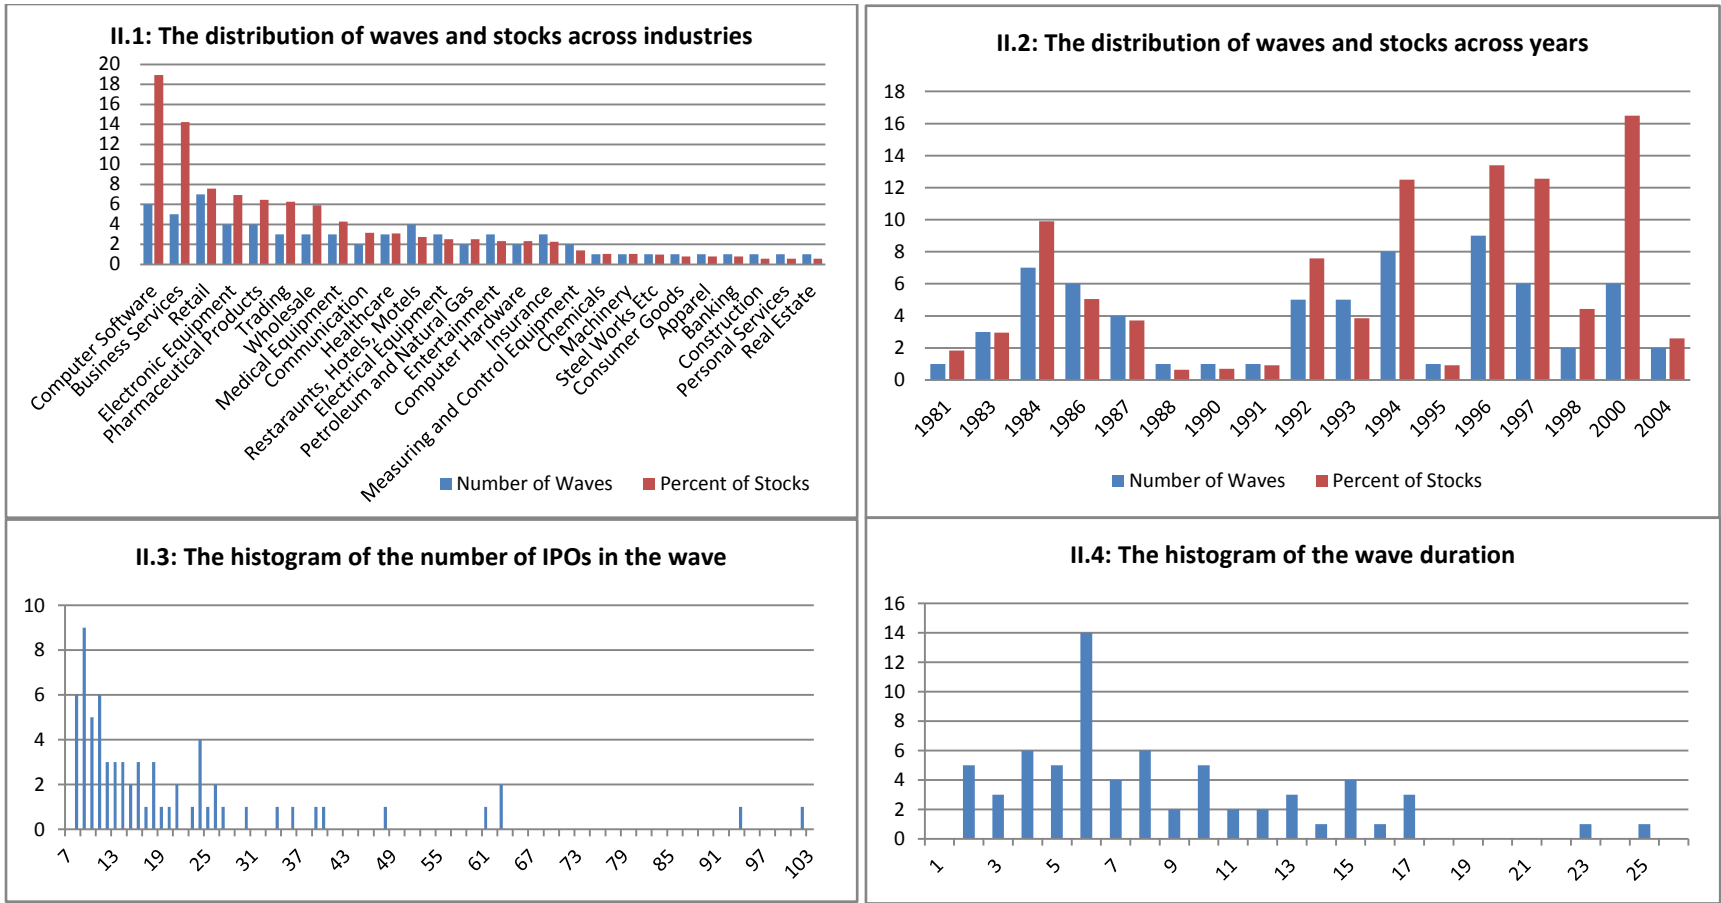 II.1: The distribution of waves and stocks across industries
20
18
16
14
12
10
8
6
4
2
0
Computer Software
Business Services
Retail
Electronic Equipment
Pharmaceutical Products
Trading
Wholesale
Medical Equipment
Communication
Healthcare
Restaraunts, Hotels, Motels
Electrical Equipment
Petroleum and Natural Gas
Entertainment
Computer Hardware
Insurance
Measuring and Control Equipment
Chemicals
Machinery
Steel Works Etc
Consumer Goods
Apparel
Banking
Construction
Personal Services
Real Estate
Number of Waves Percent of Stocks
II.2: The distribution of waves and stocks across years
18
16
14
12
10
8
6
4
2
0
1981 1983 1984 1986 1987 1988 1990 1991 1992 1993 1994 1995 1996 1997 1998 2000 2004
Number of Waves Percent of Stocks
II.3: The histogram of the number of IPOs in the wave
10
8
6
4
2
0
7 13 19 25 31 37 43 49 55 61 67 73 79 85 91 97 103
II.4: The histogram of the wave duration
16
14
12
10
8
6
4
2
0
1 3 5 7 9 11 13 15 17 19 21 23 25